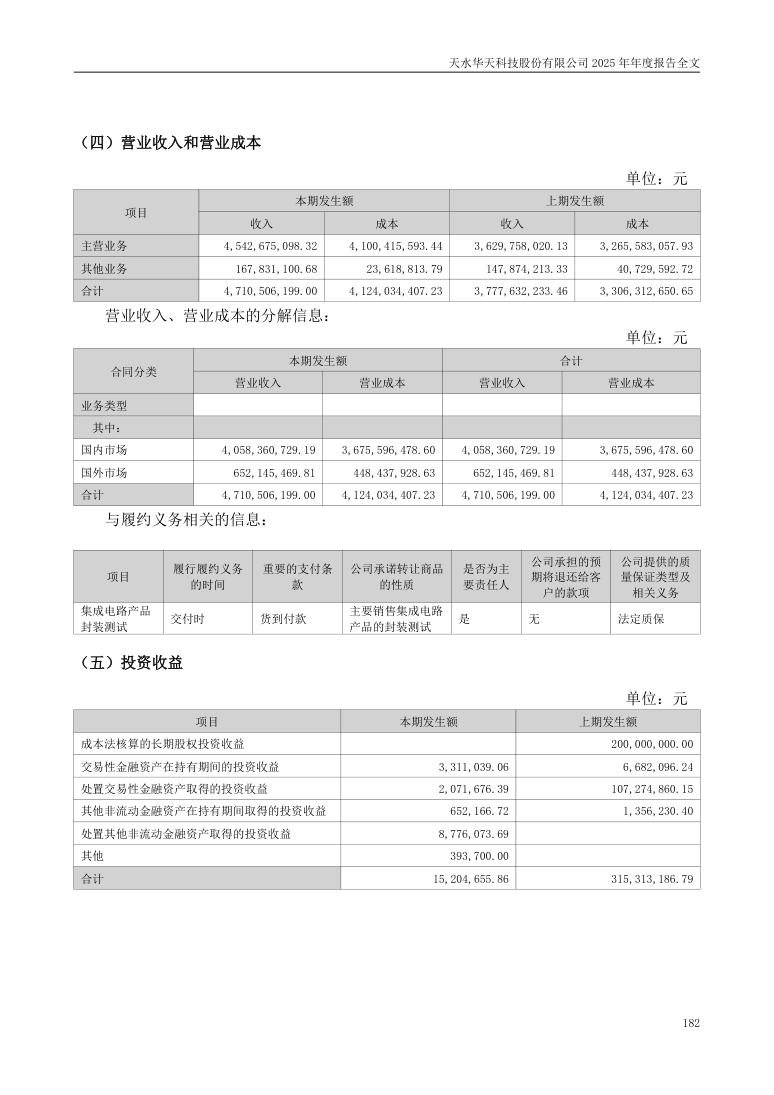 天水华天科技股份有限公司 2025 年年度报告全文
（四）营业收入和营业成本
单位：元
项目 本期发生额 上期发生额
收入 成本 收入 成本
主营业务 4,542,675,098.32 4,100,415,593.44 3,629,758,020.13 3,265,583,057.93
其他业务 167,831,100.68 23,618,813.79 147,874,213.33 40,729,592.72
合计 4,710,506,199.00 4,124,034,407.23 3,777,632,233.46 3,306,312,650.65
营业收入、营业成本的分解信息：
单位：元
合同分类 本期发生额 合计
营业收入 营业成本 营业收入 营业成本
业务类型
其中：
国内市场 4,058,360,729.19 3,675,596,478.60 4,058,360,729.19 3,675,596,478.60
国外市场 652,145,469.81 448,437,928.63 652,145,469.81 448,437,928.63
合计 4,710,506,199.00 4,124,034,407.23 4,710,506,199.00 4,124,034,407.23
与履约义务相关的信息：
项目 履行履约义务的时间 重要的支付条款 公司承诺转让商品的性质 是否为主要责任人 公司承担的预期将退还给客户的款项 公司提供的质量保证类型及相关义务
集成电路产品封装测试 交付时 货到付款 主要销售集成电路产品的封装测试 是 无 法定质保
（五）投资收益
单位：元
项目 本期发生额 上期发生额
成本法核算的长期股权投资收益 200,000,000.00
交易性金融资产在持有期间的投资收益 3,311,039.06 6,682,096.24
处置交易性金融资产取得的投资收益 2,071,676.39 107,274,860.15
其他非流动金融资产在持有期间取得的投资收益 652,166.72 1,356,230.40
处置其他非流动金融资产取得的投资收益 8,776,073.69
其他 393,700.00
合计 15,204,655.86 315,313,186.79
182